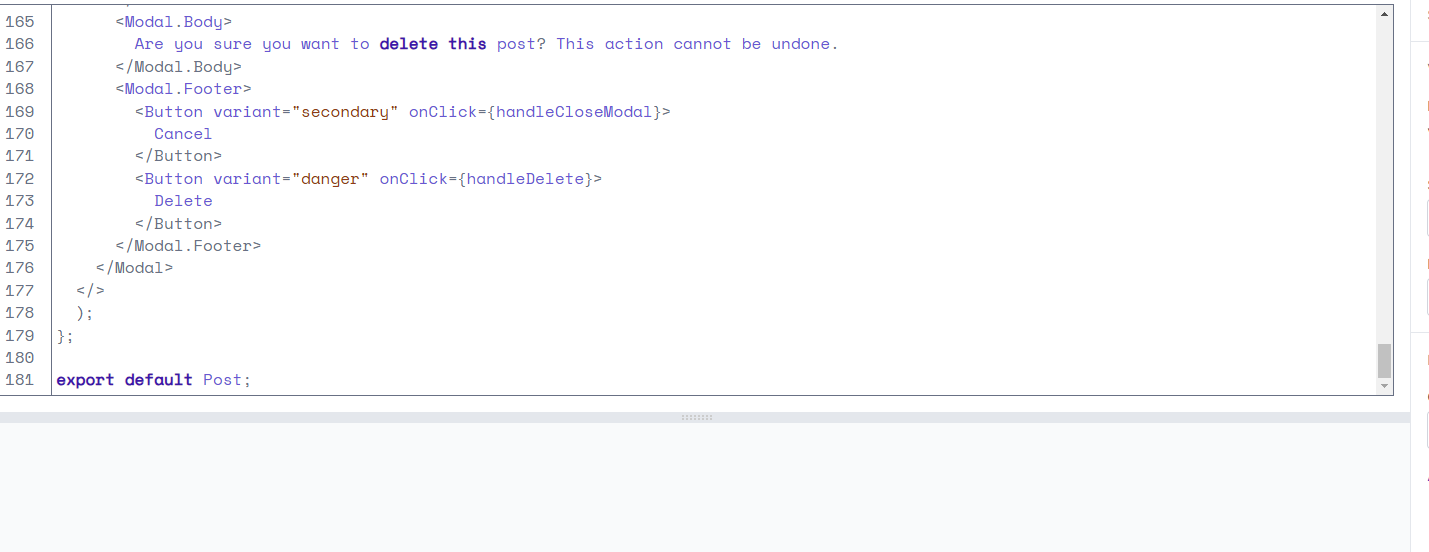 165 <Modal.Body>
166 Are you sure you want to delete this post? This action cannot be undone.
167 </Modal.Body>
168 <Modal.Footer>
169 <Button variant="secondary" onClick={handleCloseModal}>
170 Cancel
171 </Button>
172 <Button variant="danger" onClick={handleDelete}>
173 Delete
174 </Button>
175 </Modal.Footer>
176 </Modal>
177 </>
178 );
179 };
180
181 export default Post;